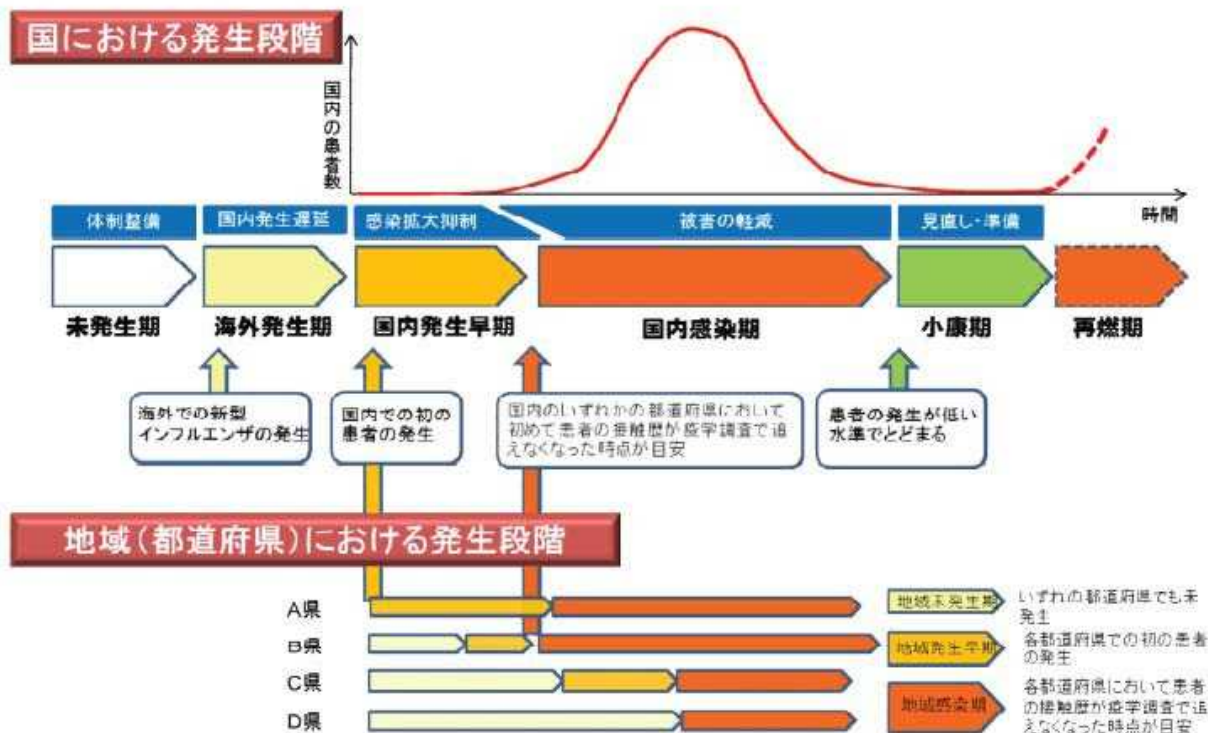 国における発生段階
国内の患者数
時間
体制整備
国内発生遅延
感染拡大抑制
被害の軽減
見直し・準備
未発生期
海外発生期
国内発生早期
国内感染期
小康期
再燃期
海外での新型
インフルエンザの発生
国内での初の
患者の発生
国内のいずれかの都道府県において
初めて患者の接触歴が疫学調査で追
えなくなった時点が目安
患者の発生が低い
水準でとどまる
地域(都道府県)における発生段階
A県
B県
C県
D県
地域未発生期
いずれの都道府県でも未
発生
地域発生早期
各都道府県での初の患者
の発生
地域感染期
各都道府県において患者
の接触歴が疫学調査で追
えなくなった時点が目安